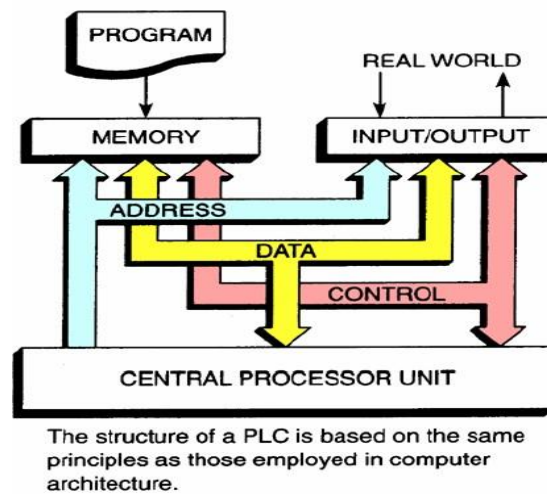 PROGRAM
REAL WORLD
MEMORY
INPUT/OUTPUT
ADDRESS
DATA
CONTROL
CENTRAL PROCESSOR UNIT
The structure of a PLC is based on the same
principles as those employed in computer
architecture.